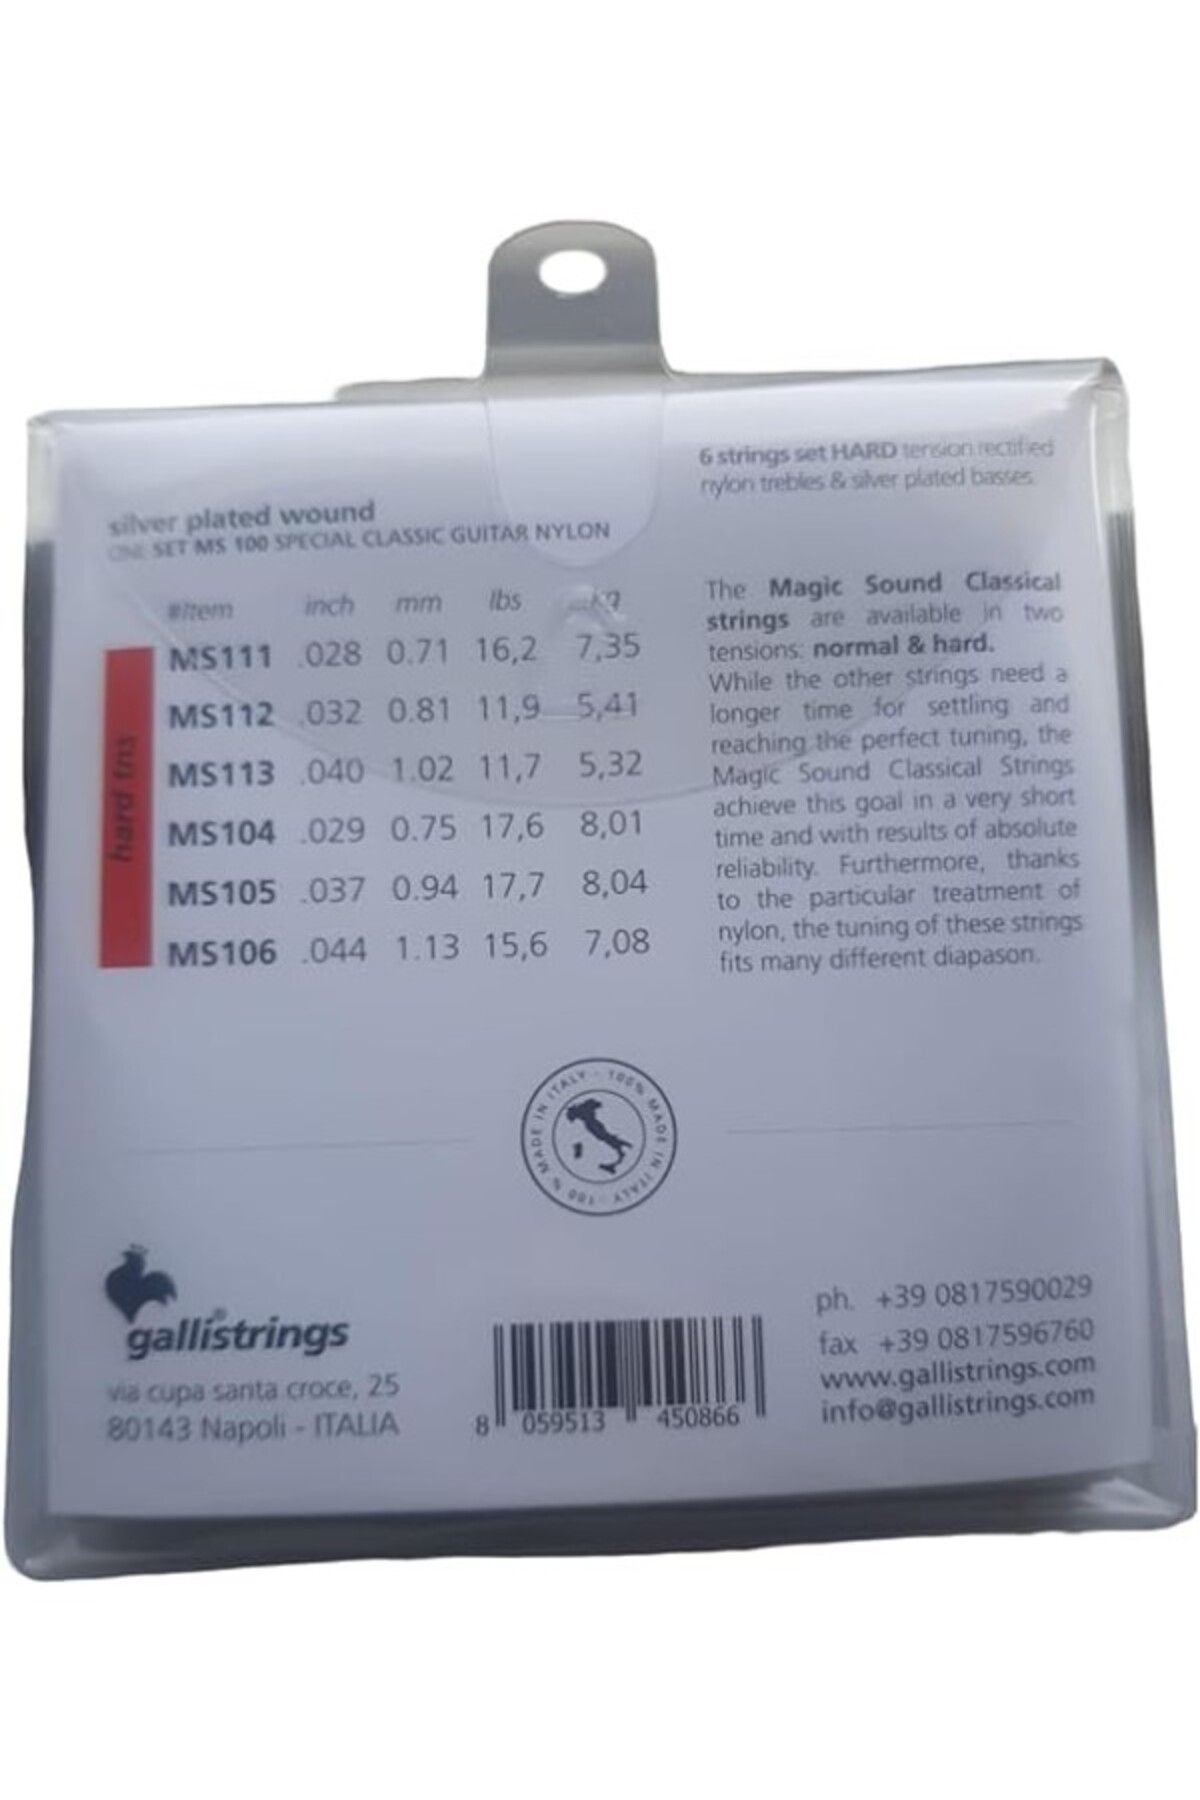 6 strings set HARD tension rectified
nylon trebles & silver plated basses.
silver plated wound
ONE SET MS 100 SPECIAL CLASSIC GUITAR NYLON
#Item inch mm lbs kg
MS111 .028 0.71 16,2 7,35
MS112 .032 0.81 11,9 5,41
MS113 .040 1.02 11,7 5,32
MS104 .029 0.75 17,6 8,01
MS105 .037 0.94 17,7 8,04
MS106 .044 1.13 15,6 7,08
hard tns
The Magic Sound Classical
strings are available in two
tensions: normal & hard.
While the other strings need a
longer time for settling and
reaching the perfect tuning, the
Magic Sound Classical Strings
achieve this goal in a very short
time and with results of absolute
reliability. Furthermore, thanks
to the particular treatment of
nylon, the tuning of these strings
fits many different diapason.
100% MADE IN ITALY · 100% MADE IN ITALY ·
gallistrings®
via cupa santa croce, 25
80143 Napoli - ITALIA
8 059513 450866
ph. +39 0817590029
fax +39 0817596760
www.gallistrings.com
info@gallistrings.com